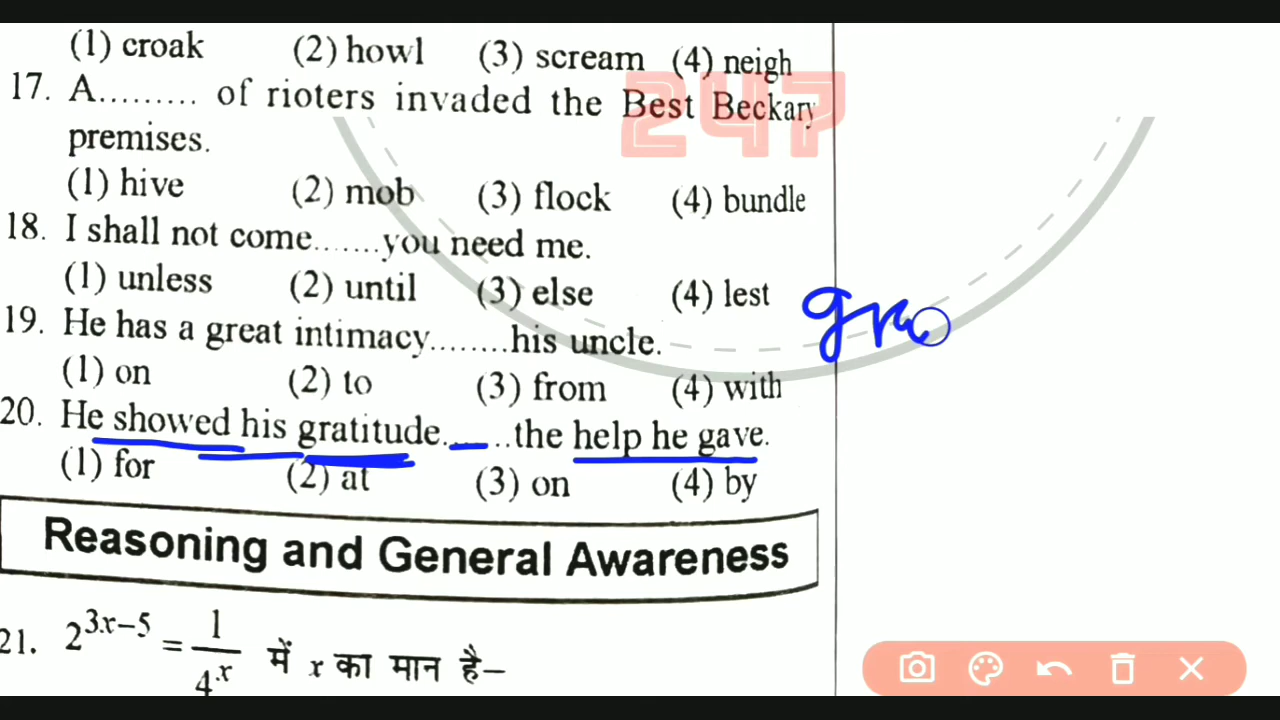 (1) croak (2) howl (3) scream (4) neigh
17. A......... of rioters invaded the Best Beckary
premises.
(1) hive (2) mob (3) flock (4) bundle
18. I shall not come.......you need me.
(1) unless (2) until (3) else (4) lest
19. He has a great intimacy........his uncle.
(1) on (2) to (3) from (4) with
20. He showed his gratitude.......the help he gave.
(1) for (2) at (3) on (4) by
Reasoning and General Awareness
21. 2^{3x–5} = 1/4^x में x का मान है–
247